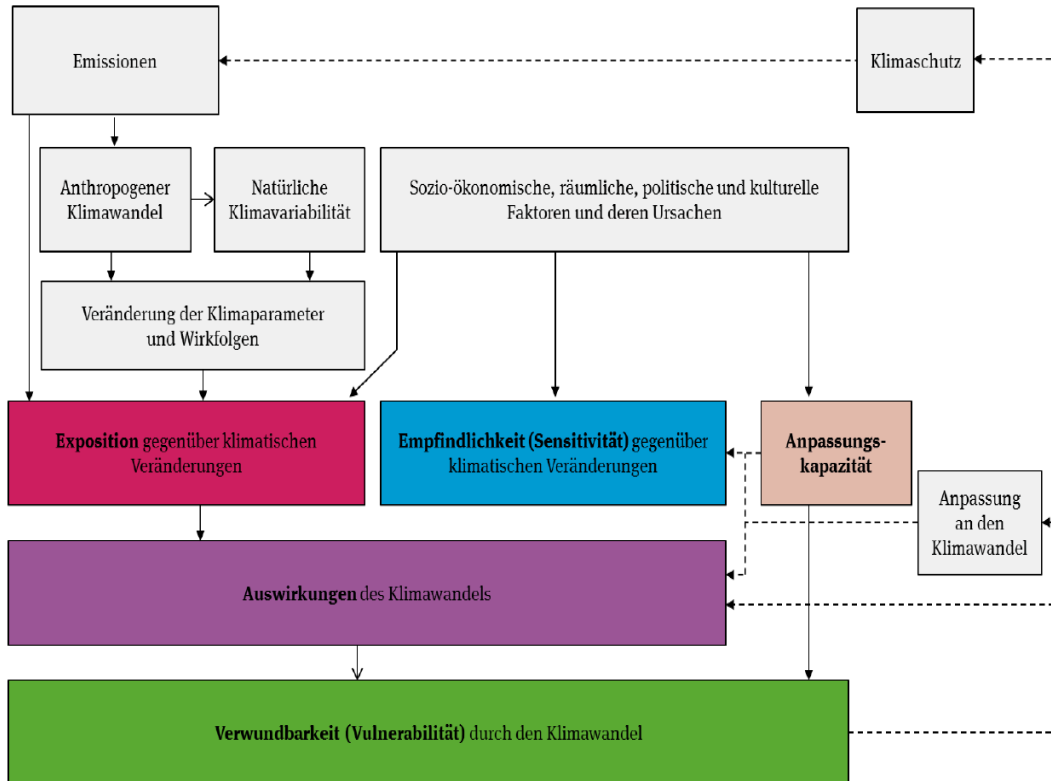 Emissionen
Klimaschutz
Anthropogener
Klimawandel
Natürliche
Klimavariabilität
Sozio-ökonomische, räumliche, politische und kulturelle
Faktoren und deren Ursachen
Veränderung der Klimaparameter
und Wirkfolgen
Exposition gegenüber klimatischen
Veränderungen
Empfindlichkeit (Sensitivität) gegenüber
klimatischen Veränderungen
Anpassungs-
kapazität
Anpassung
an den
Klimawandel
Auswirkungen des Klimawandels
Verwundbarkeit (Vulnerabilität) durch den Klimawandel